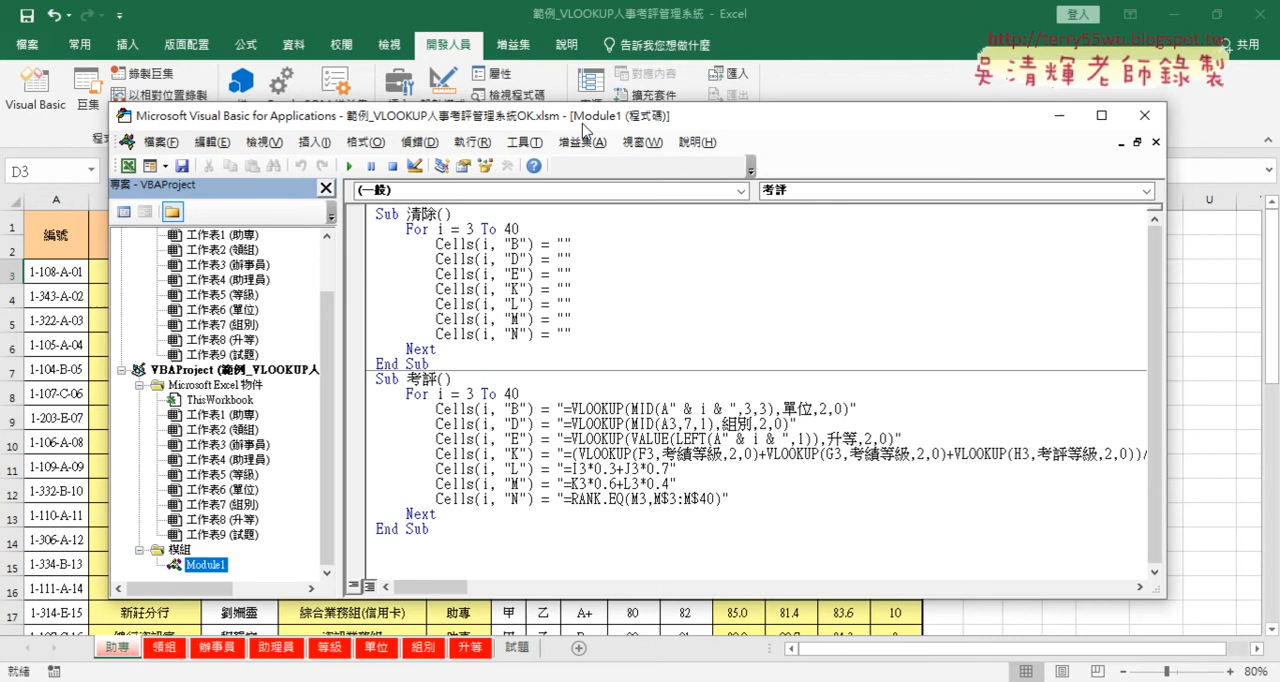 範例_VLOOKUP人事考評管理系統 - Excel
登入
檔案 常用 插入 版面配置 公式 資料 校閱 檢視 開發人員 增益集 說明 告訴我您想做什麼 共用
http://terry55wu.blogspot.tw
吳清輝老師錄製
Visual Basic 巨集 錄製巨集 以相對位置錄製 屬性 檢視程式碼 對應內容 擴充套件 匯入 匯出
Microsoft Visual Basic for Applications - 範例_VLOOKUP人事考評管理系統OK.xlsm - [Module1 (程式碼)]
檔案(F) 編輯(E) 檢視(V) 插入(I) 格式(O) 偵錯(D) 執行(R) 工具(T) 增益集(A) 視窗(W) 說明(H)
D3
專案 - VBAProject
(一般) 考評
工作表1 (助專)
工作表2 (領組)
工作表3 (辦事員)
工作表4 (助理員)
工作表5 (等級)
工作表6 (單位)
工作表7 (組別)
工作表8 (升等)
工作表9 (試題)
VBAProject (範例_VLOOKUP人
Microsoft Excel 物件
ThisWorkbook
工作表1 (助專)
工作表2 (領組)
工作表3 (辦事員)
工作表4 (助理員)
工作表5 (等級)
工作表6 (單位)
工作表7 (組別)
工作表8 (升等)
工作表9 (試題)
模組
Module1
Sub 清除()
For i = 3 To 40
Cells(i, "B") = ""
Cells(i, "D") = ""
Cells(i, "E") = ""
Cells(i, "K") = ""
Cells(i, "L") = ""
Cells(i, "M") = ""
Cells(i, "N") = ""
Next
End Sub
Sub 考評()
For i = 3 To 40
Cells(i, "B") = "=VLOOKUP(MID(A" & i & ",3,3),單位,2,0)"
Cells(i, "D") = "=VLOOKUP(MID(A3,7,1),組別,2,0)"
Cells(i, "E") = "=VLOOKUP(VALUE(LEFT(A" & i & ",1)),升等,2,0)"
Cells(i, "K") = "=(VLOOKUP(F3,考績等級,2,0)+VLOOKUP(G3,考績等級,2,0)+VLOOKUP(H3,考評等級,2,0))/
Cells(i, "L") = "=I3*0.3+J3*0.7"
Cells(i, "M") = "=K3*0.6+L3*0.4"
Cells(i, "N") = "=RANK.EQ(M3,M$3:M$40)"
Next
End Sub
A U
1 編號
2
3 1-108-A-01
4 1-343-A-02
5 1-322-A-03
6 1-105-A-04
7 1-104-B-05
8 1-107-C-06
9 1-203-E-07
10 1-106-A-08
11 1-109-A-09
12 1-332-B-10
13 1-110-A-11
14 1-306-A-12
15 1-334-B-13
16 1-111-A-14
17 1-314-E-15 新莊分行 劉姍靈 綜合業務組(信用卡) 助專 甲 乙 A+ 80 82 85.0 81.4 83.6 10
助專 領組 辦事員 助理員 等級 單位 組別 升等 試題
就緒 80%